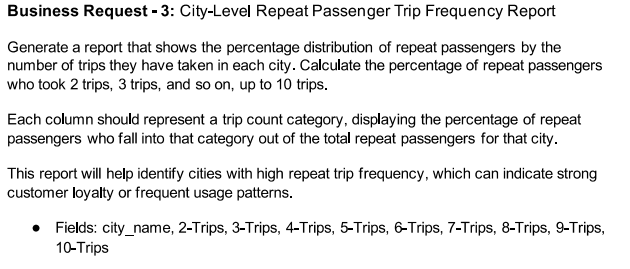 Business Request - 3: City-Level Repeat Passenger Trip Frequency Report
Generate a report that shows the percentage distribution of repeat passengers by the
number of trips they have taken in each city. Calculate the percentage of repeat passengers
who took 2 trips, 3 trips, and so on, up to 10 trips.
Each column should represent a trip count category, displaying the percentage of repeat
passengers who fall into that category out of the total repeat passengers for that city.
This report will help identify cities with high repeat trip frequency, which can indicate strong
customer loyalty or frequent usage patterns.
● Fields: city_name, 2-Trips, 3-Trips, 4-Trips, 5-Trips, 6-Trips, 7-Trips, 8-Trips, 9-Trips,
10-Trips